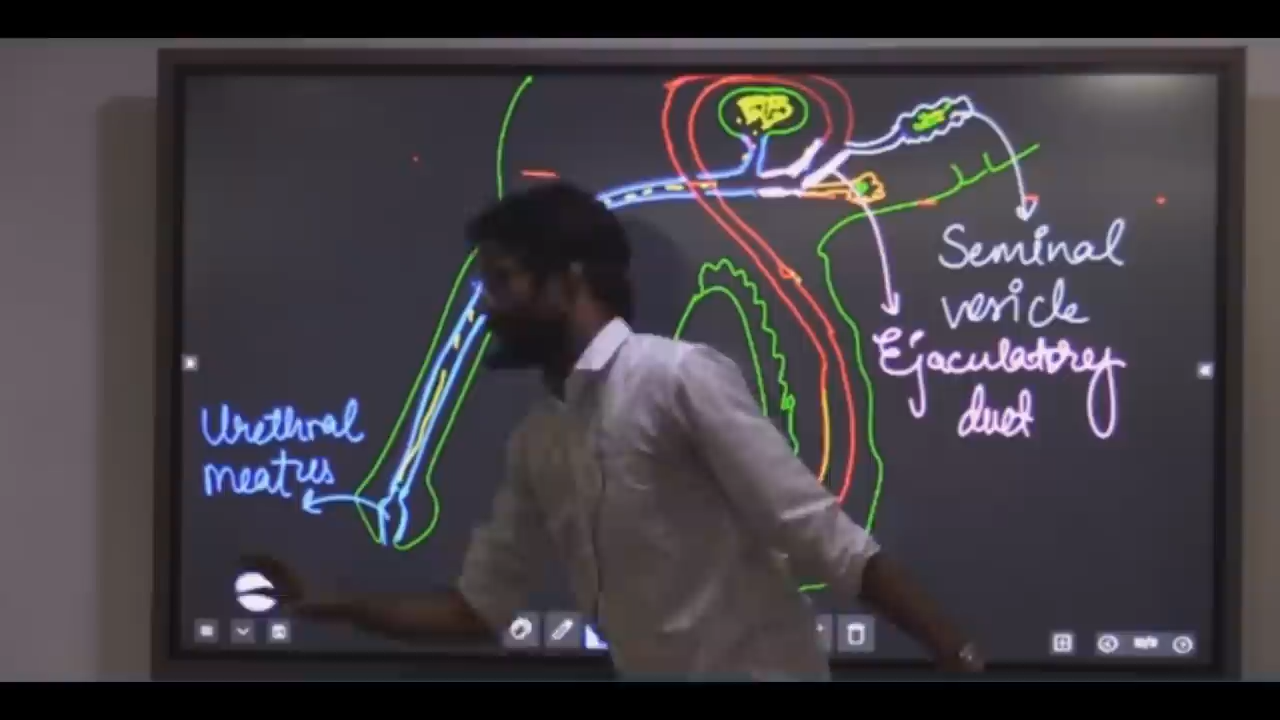 Seminal
vesicle
Ejaculatory
duct
Urethral
meatus